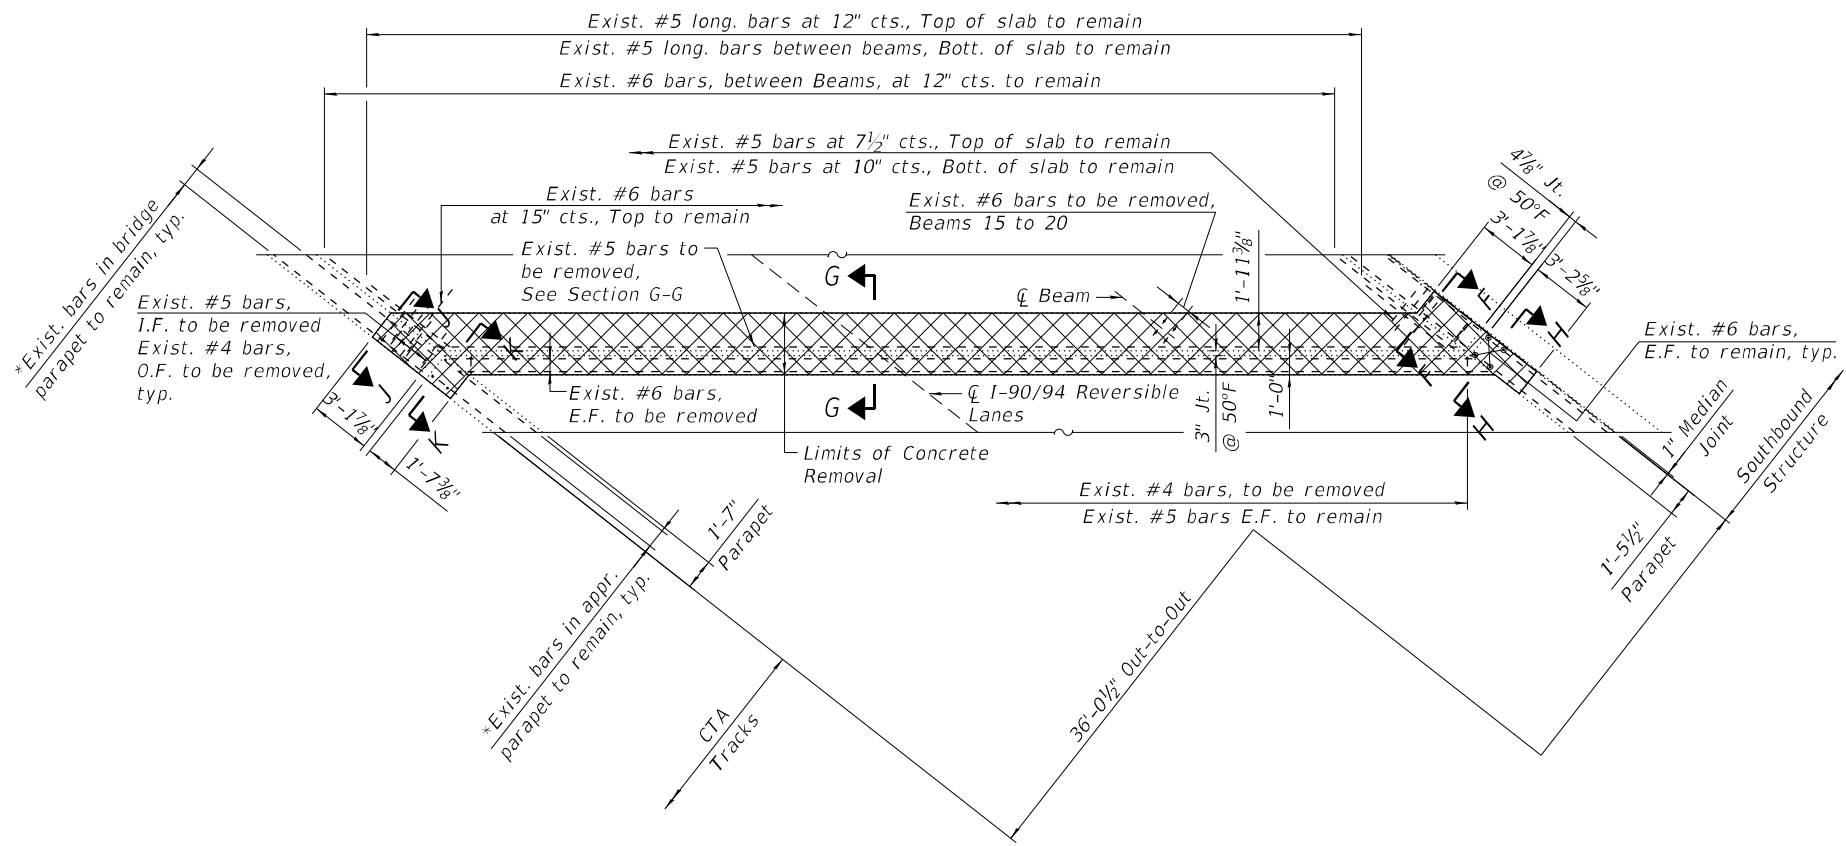 Exist. #5 long. bars at 12" cts., Top of slab to remain
Exist. #5 long. bars between beams, Bott. of slab to remain
Exist. #6 bars, between Beams, at 12" cts. to remain
Exist. #5 bars at 7½" cts., Top of slab to remain
Exist. #5 bars at 10" cts., Bott. of slab to remain
Exist. #6 bars
at 15" cts., Top to remain
Exist. #6 bars to be removed,
Beams 15 to 20
Exist. #5 bars to
be removed,
See Section G-G
*Exist. bars in bridge
parapet to remain, typ.
4⅞" Jt.
@ 50°F
3'-1⅞"
3'-2⅝"
1'-11⅜"
G
℄ Beam
Exist. #5 bars,
I.F. to be removed
Exist. #4 bars,
O.F. to be removed,
typ.
J
K
F
H
Exist. #6 bars,
E.F. to remain, typ.
J
K
3'-1⅞"
1'-7⅜"
Exist. #6 bars,
E.F. to be removed
G
℄ I-90/94 Reversible
Lanes
3" Jt.
@ 50°F
1'-0"
F
H
Limits of Concrete
Removal
1" Median
Joint
Southbound
Structure
Exist. #4 bars, to be removed
Exist. #5 bars E.F. to remain
1'-7"
Parapet
1'-5½"
Parapet
*Exist. bars in appr.
parapet to remain, typ.
CTA
Tracks
36'-0½" Out-to-Out